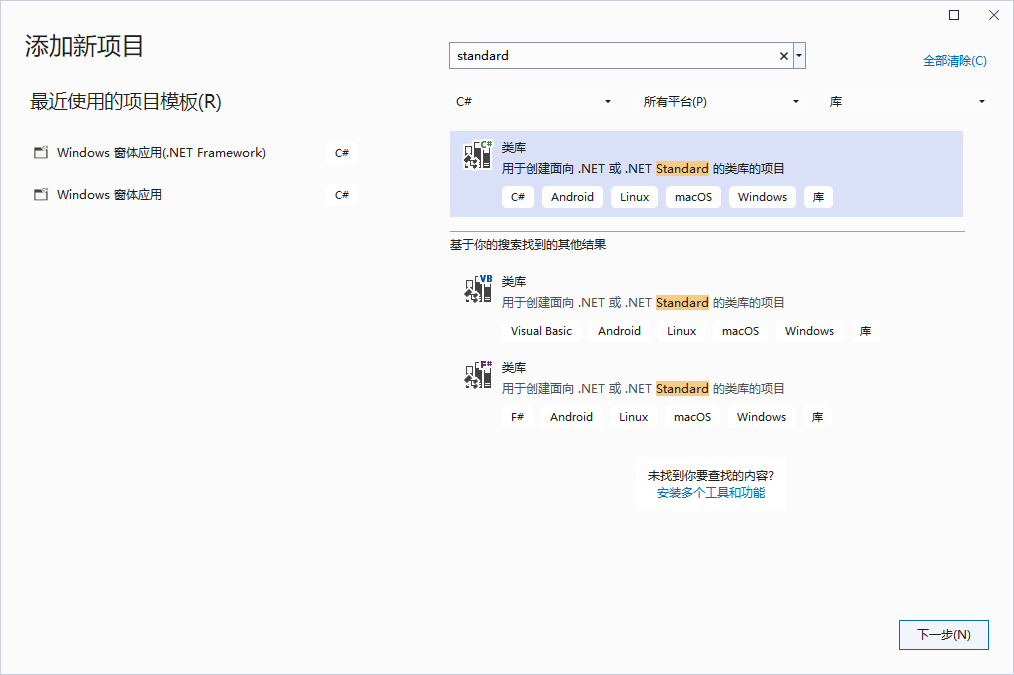 添加新项目
standard
全部清除(C)
最近使用的项目模板(R)
C# 所有平台(P) 库
Windows 窗体应用(.NET Framework) C#
Windows 窗体应用 C#
C#
类库
用于创建面向 .NET 或 .NET Standard 的类库的项目
C# Android Linux macOS Windows 库
基于你的搜索找到的其他结果
VB
类库
用于创建面向 .NET 或 .NET Standard 的类库的项目
Visual Basic Android Linux macOS Windows 库
F#
类库
用于创建面向 .NET 或 .NET Standard 的类库的项目
F# Android Linux macOS Windows 库
未找到你要查找的内容?
安装多个工具和功能
下一步(N)